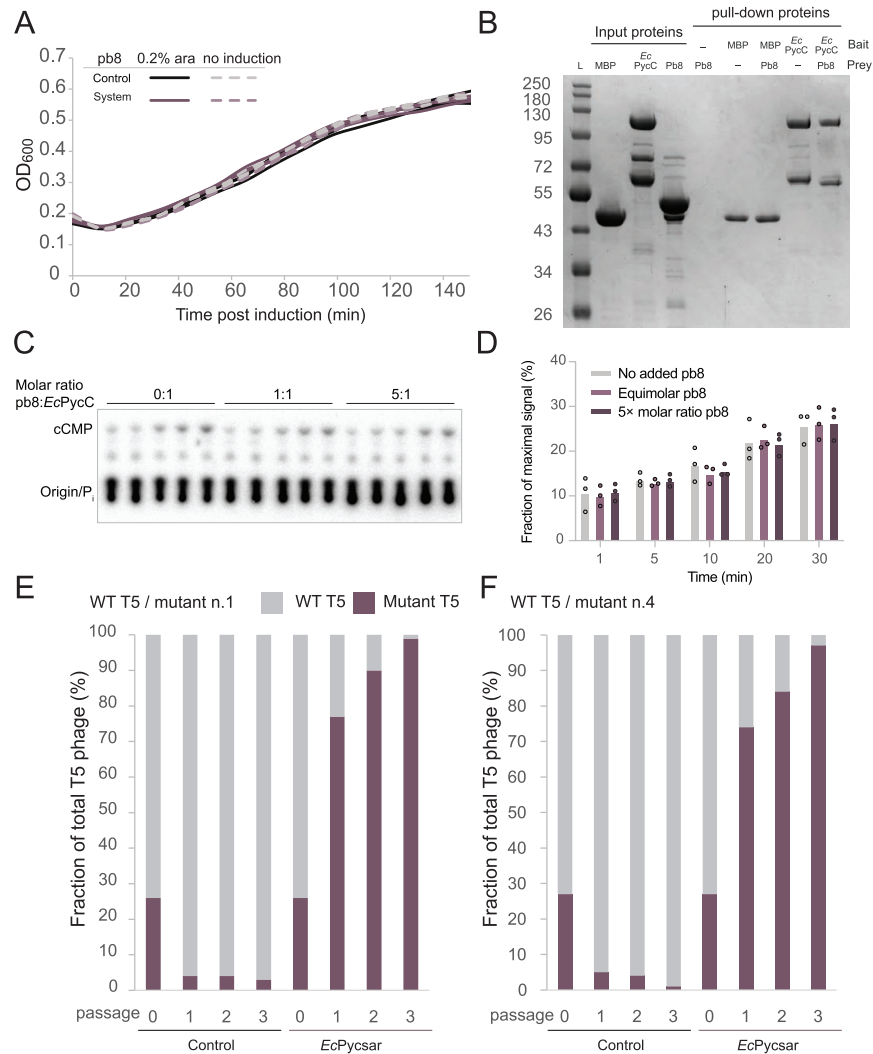 A
pb8 0.2% ara no induction
Control
System
OD600
0.7
0.6
0.5
0.4
0.3
0.2
0.1
0
0 20 40 60 80 100 120 140
Time post induction (min)
B
pull-down proteins
Input proteins
– MBP MBP Ec PycC Ec PycC Bait
L MBP Ec PycC Pb8 Pb8 – Pb8 – Pb8 Prey
250
180
130
95
72
55
43
34
26
C
Molar ratio
pb8:EcPycC
0:1 1:1 5:1
cCMP
Origin/Pi
D
Fraction of maximal signal (%)
40
30
20
10
0
No added pb8
Equimolar pb8
5× molar ratio pb8
1 5 10 20 30
Time (min)
E
WT T5 / mutant n.1 WT T5 Mutant T5
Fraction of total T5 phage (%)
100
90
80
70
60
50
40
30
20
10
0
passage 0 1 2 3 0 1 2 3
Control EcPycsar
F
WT T5 / mutant n.4
Fraction of total T5 phage (%)
100
90
80
70
60
50
40
30
20
10
0
passage 0 1 2 3 0 1 2 3
Control EcPycsar